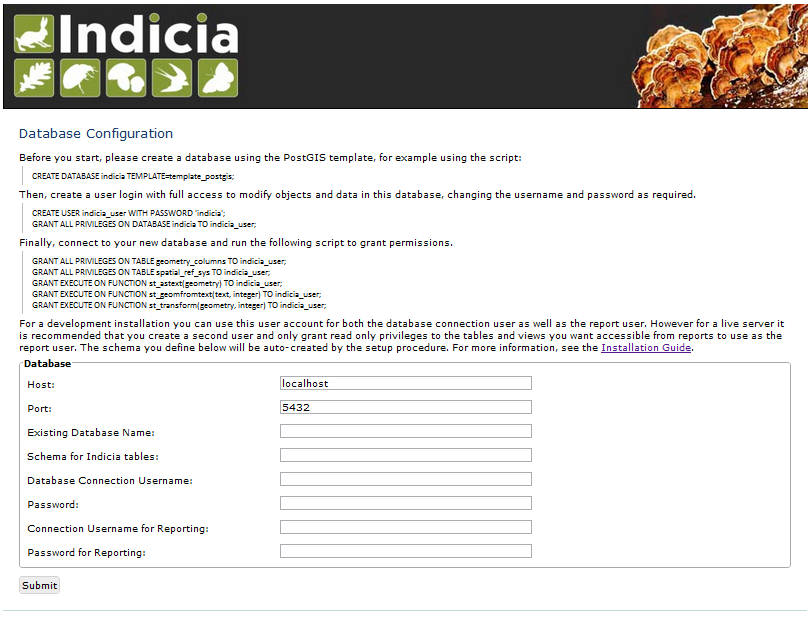 Indicia
Database Configuration
Before you start, please create a database using the PostGIS template, for example using the script:
CREATE DATABASE indicia TEMPLATE=template_postgis;
Then, create a user login with full access to modify objects and data in this database, changing the username and password as required.
CREATE USER indicia_user WITH PASSWORD 'indicia';
GRANT ALL PRIVILEGES ON DATABASE indicia TO indicia_user;
Finally, connect to your new database and run the following script to grant permissions.
GRANT ALL PRIVILEGES ON TABLE geometry_columns TO indicia_user;
GRANT ALL PRIVILEGES ON TABLE spatial_ref_sys TO indicia_user;
GRANT EXECUTE ON FUNCTION st_astext(geometry) TO indicia_user;
GRANT EXECUTE ON FUNCTION st_geomfromtext(text, integer) TO indicia_user;
GRANT EXECUTE ON FUNCTION st_transform(geometry, integer) TO indicia_user;
For a development installation you can use this user account for both the database connection user as well as the report user. However for a live server it
is recommended that you create a second user and only grant read only privileges to the tables and views you want accessible from reports to use as the
report user. The schema you define below will be auto-created by the setup procedure. For more information, see the Installation Guide.
Database
Host: localhost
Port: 5432
Existing Database Name:
Schema for Indicia tables:
Database Connection Username:
Password:
Connection Username for Reporting:
Password for Reporting:
Submit